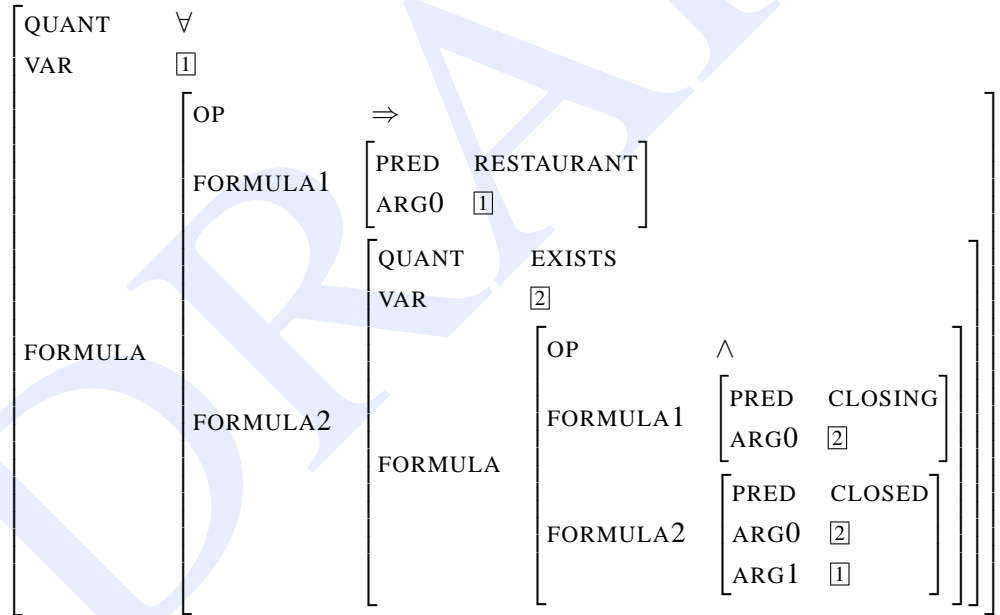 QUANT ∀
VAR 1
OP ⇒
FORMULA1 PRED RESTAURANT
ARG0 1
QUANT EXISTS
VAR 2
FORMULA
OP ∧
FORMULA1 PRED CLOSING
ARG0 2
FORMULA2
FORMULA
PRED CLOSED
FORMULA2 ARG0 2
ARG1 1
DRA